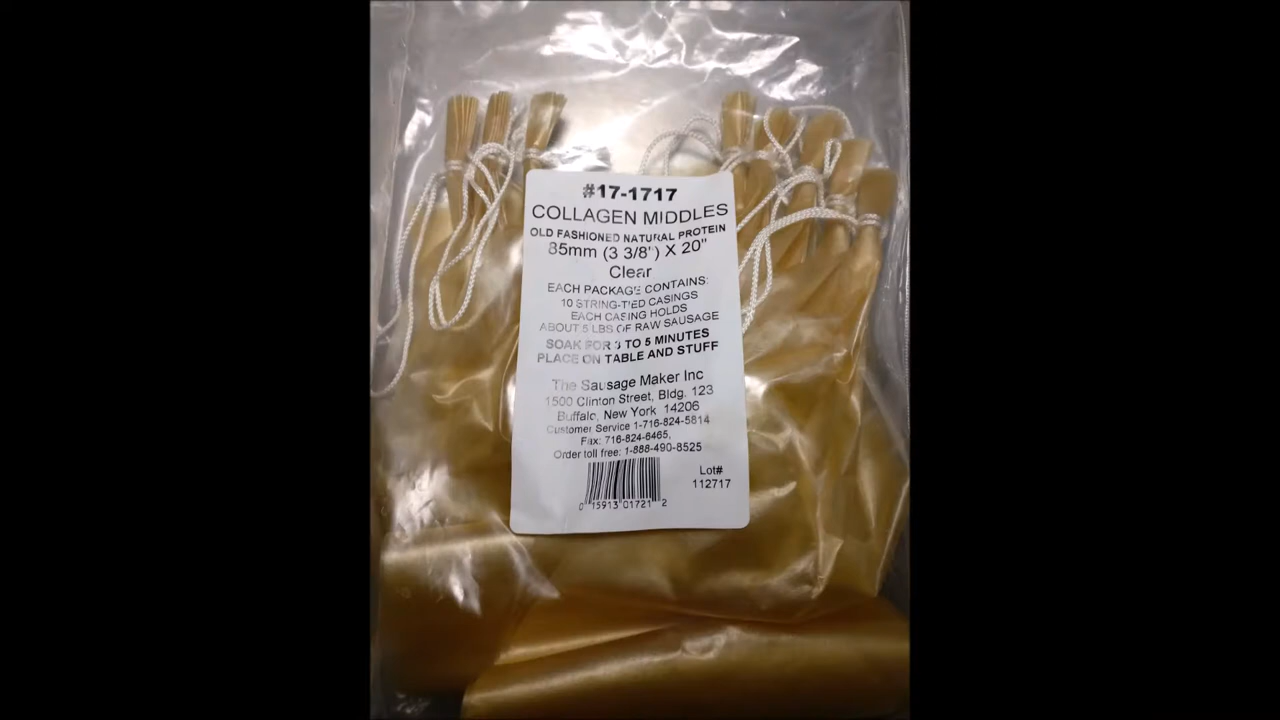 #17-1717
COLLAGEN MIDDLES
OLD FASHIONED NATURAL PROTEIN
85mm (3 3/8") X 20"
Clear
EACH PACKAGE CONTAINS:
10 STRING-TIED CASINGS
EACH CASING HOLDS
ABOUT 5 LBS OF RAW SAUSAGE
SOAK FOR 3 TO 5 MINUTES
PLACE ON TABLE AND STUFF
The Sausage Maker Inc
1500 Clinton Street, Bldg. 123
Buffalo, New York 14206
Customer Service 1-716-824-5814
Fax: 716-824-6465,
Order toll free: 1-888-490-8525
Lot#
112717
0 15913 01721 2